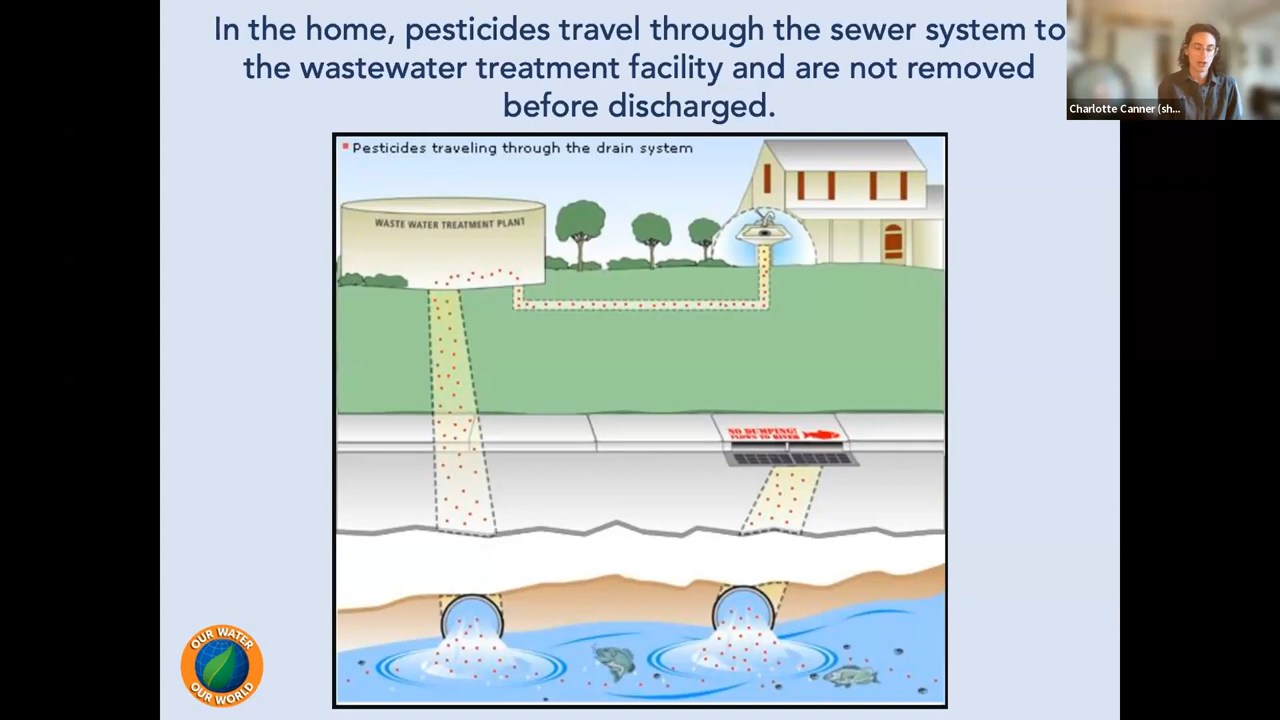 In the home, pesticides travel through the sewer system to
the wastewater treatment facility and are not removed
before discharged.
Charlotte Canner (sh...
Pesticides traveling through the drain system
WASTE WATER TREATMENT PLANT
NO DUMPING!
FLOWS TO RIVER
OUR WATER
OUR WORLD